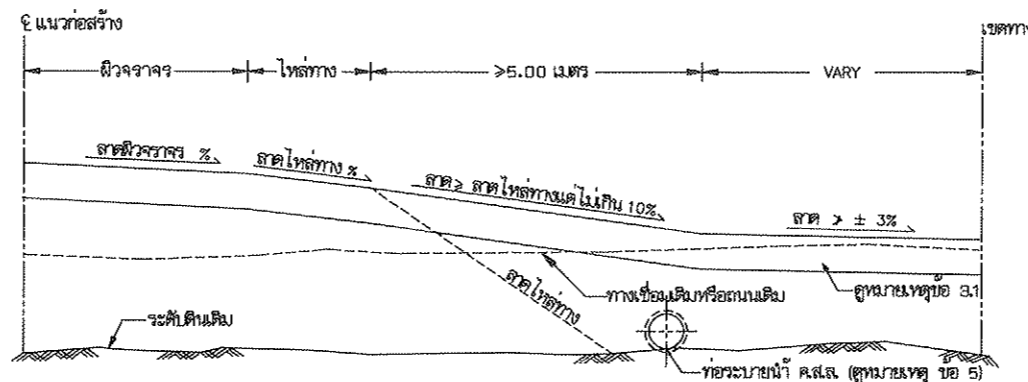 ℄ แนวก่อสร้าง
เขตทาง
ผิวจราจร
ไหล่ทาง
≥5.00 เมตร
VARY
ลาดผิวจราจร %
ลาดไหล่ทาง %
ลาด ≥ ลาดไหล่ทางแต่ไม่เกิน 10%
ลาด ≯ ± 3%
ลาดไหล่ทาง
ทางเชื่อมเดิมหรือถนนเดิม
ดูหมายเหตุข้อ 3.1
ระดับดินเดิม
ท่อระบายน้ำ ค.ส.ล. (ดูหมายเหตุ ข้อ 5)